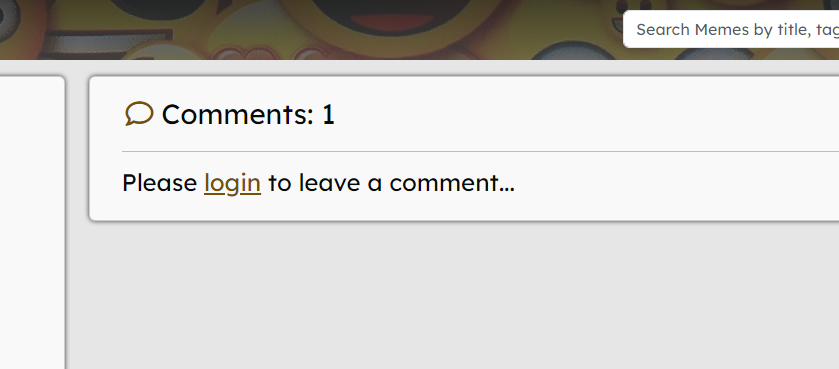 Search Memes by title, tag
Comments: 1
Please login to leave a comment...